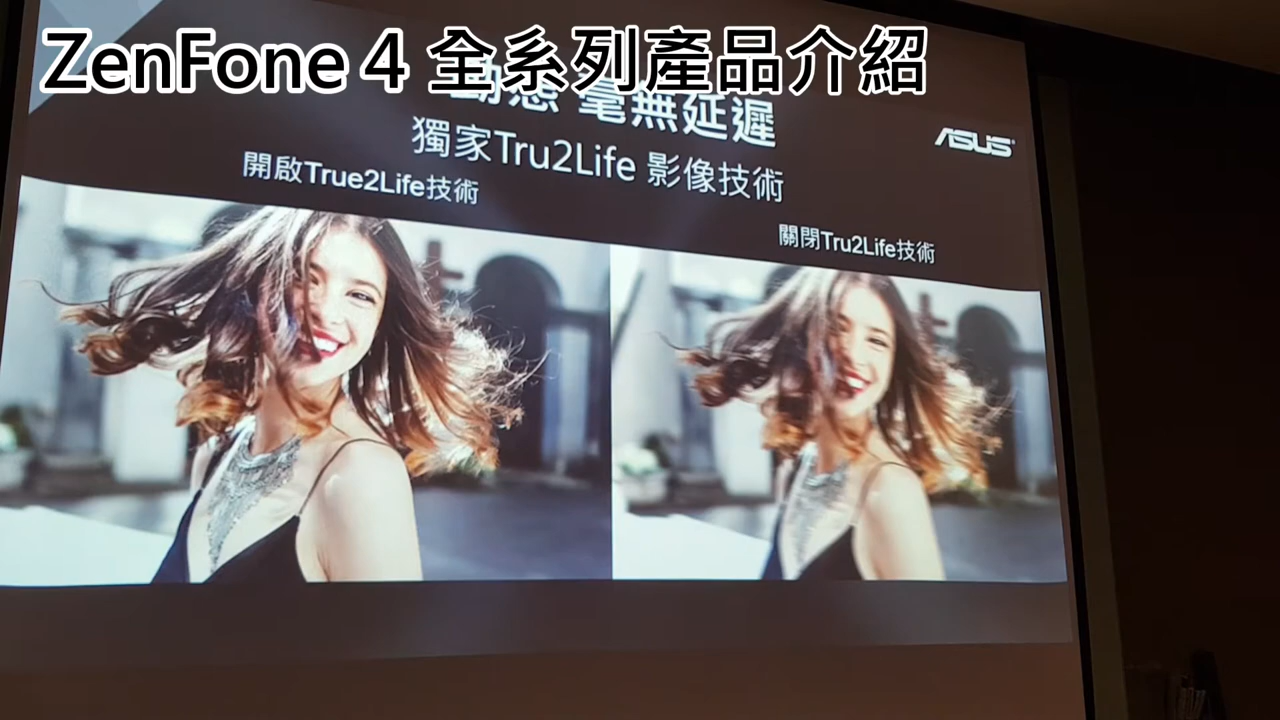 ZenFone 4 全系列產品介紹
動態 毫無延遲
ASUS
獨家Tru2Life 影像技術
開啟True2Life技術
關閉Tru2Life技術